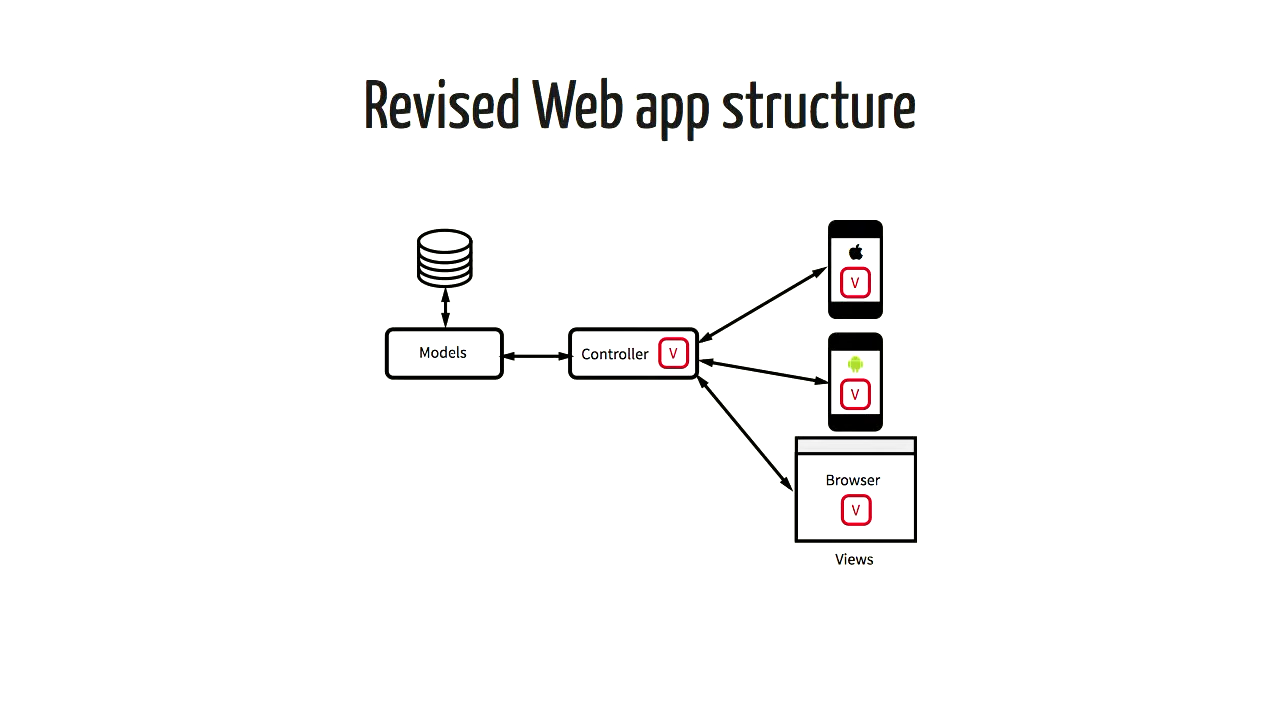 Revised Web app structure
V
Models
Controller V
V
Browser
V
Views